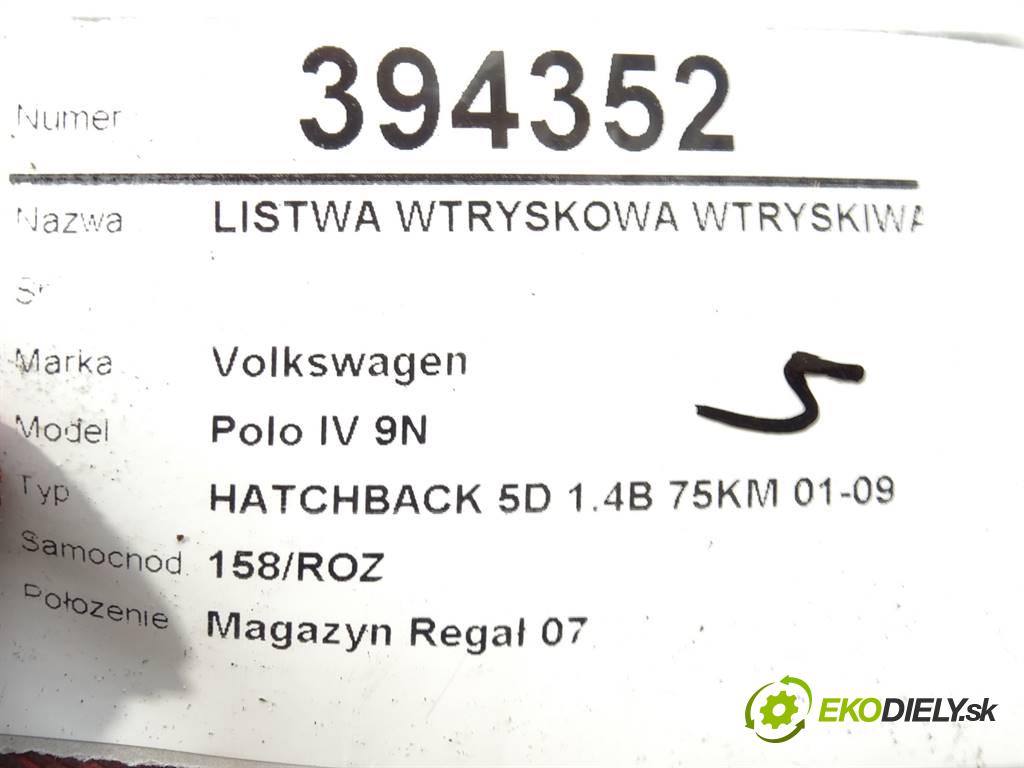 Numer 394352
Nazwa LISTWA WTRYSKOWA WTRYSKIWA
Marka Volkswagen
Model Polo IV 9N
Typ HATCHBACK 5D 1.4B 75KM 01-09
Samochód 158/ROZ
Położenie Magazyn Regał 07
EKODIELY.sk